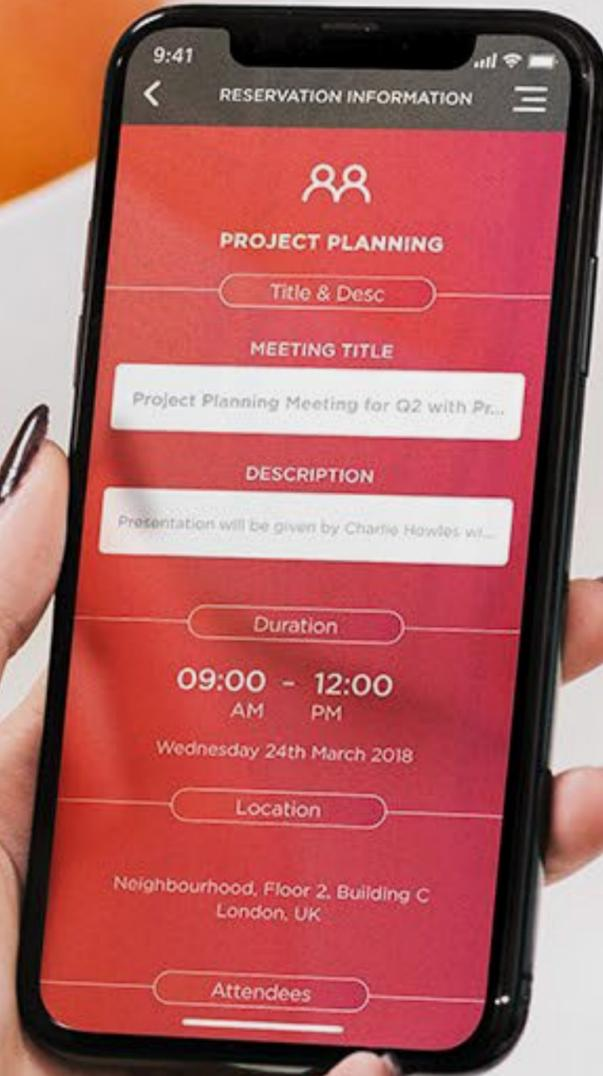 9:41
RESERVATION INFORMATION
PROJECT PLANNING
Title & Desc
MEETING TITLE
Project Planning Meeting for Q2 with Pr...
DESCRIPTION
Presentation will be given by Charlie Howles wi...
Duration
09:00 - 12:00
AM PM
Wednesday 24th March 2018
Location
Neighbourhood, Floor 2, Building C
London, UK
Attendees